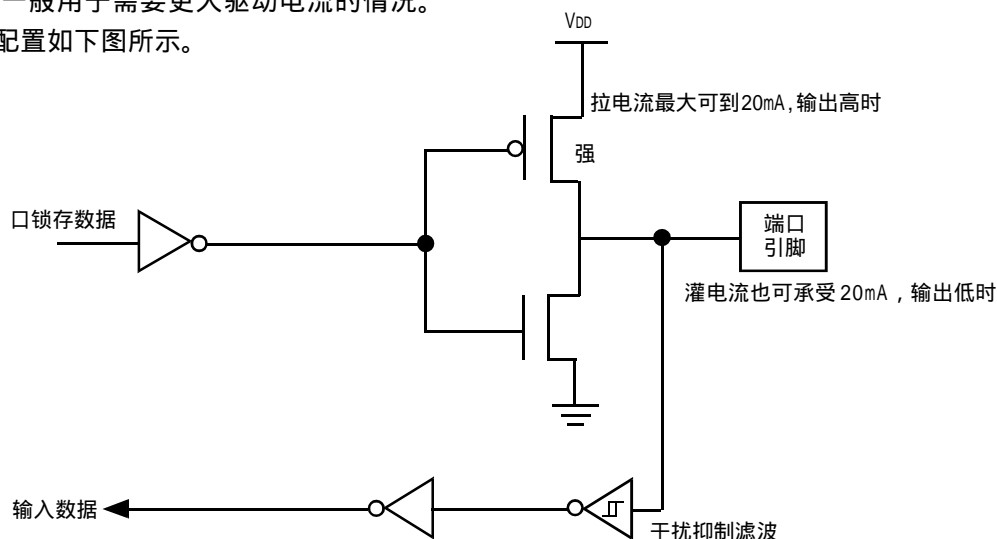 一般用于需要更大驱动电流的情况。
配置如下图所示。
VDD
拉电流最大可到20mA,输出高时
强
口锁存数据
端口
引脚
灌电流也可承受20mA，输出低时
输入数据
干扰抑制滤波